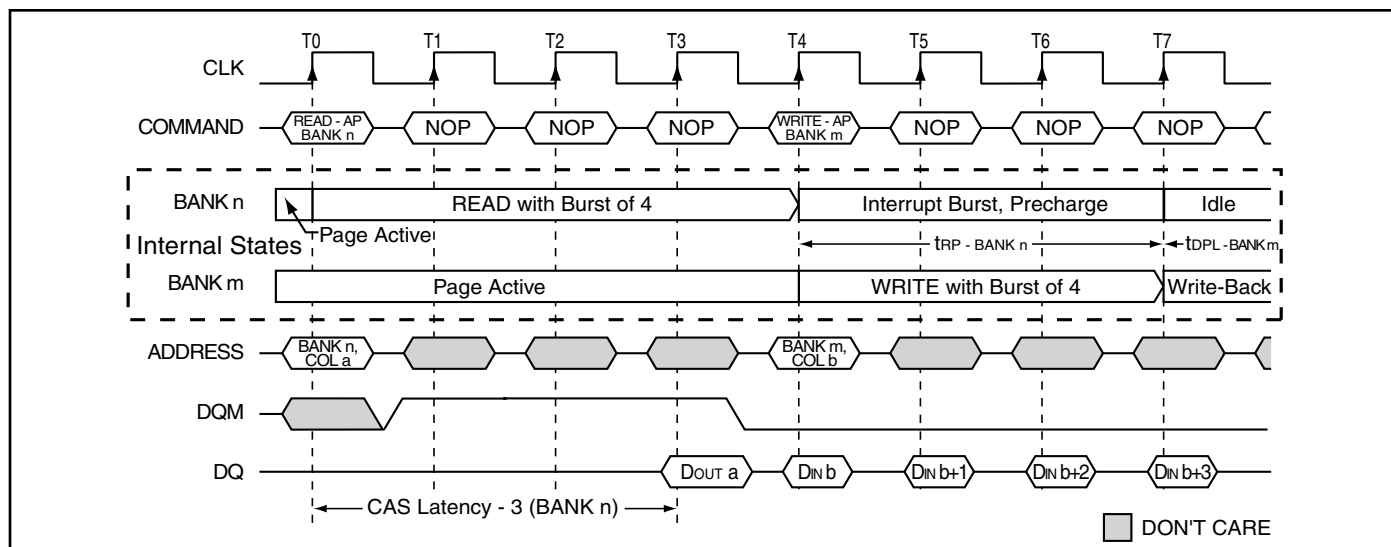 T0 T1 T2 T3 T4 T5 T6 T7
CLK
COMMAND READ - AP BANK n NOP NOP NOP WRITE - AP BANK m NOP NOP NOP
BANK n READ with Burst of 4 Interrupt Burst, Precharge Idle
Internal States Page Active tRP - BANK n tDPL - BANK m
BANK m Page Active WRITE with Burst of 4 Write-Back
ADDRESS BANK n, COL a BANK m, COL b
DQM
DQ DOUT a DIN b DIN b+1 DIN b+2 DIN b+3
CAS Latency - 3 (BANK n)
DON'T CARE